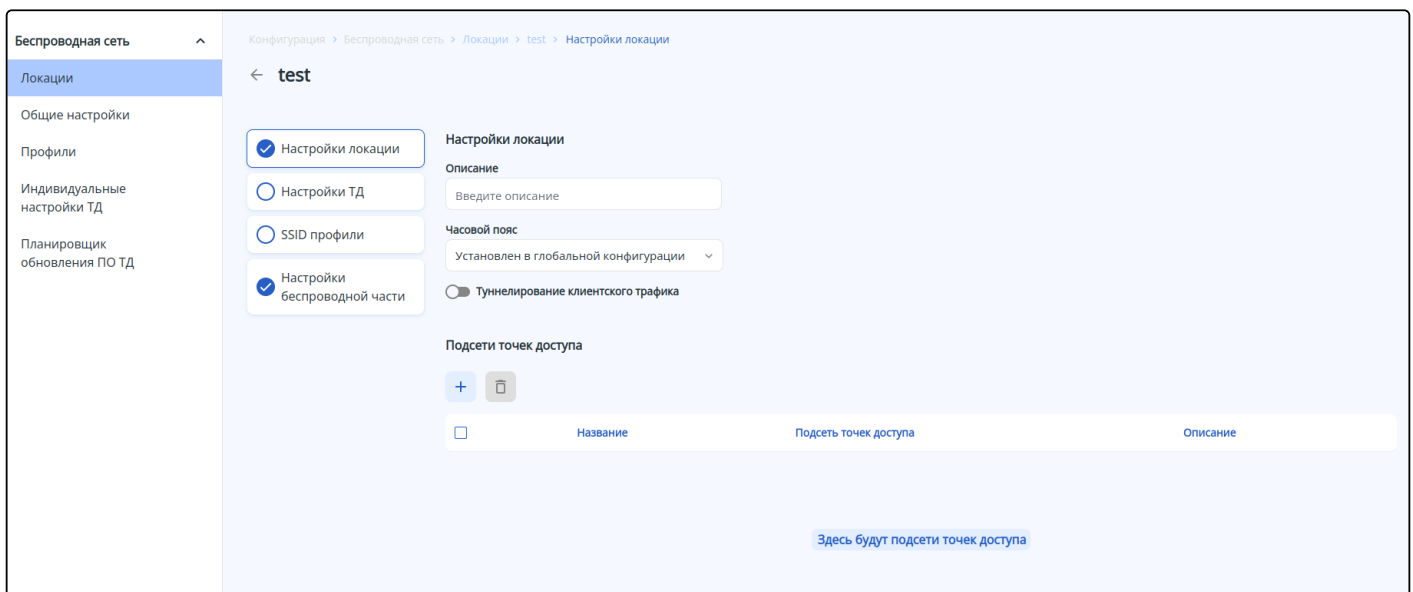 Беспроводная сеть
Локации
Общие настройки
Профили
Индивидуальные
настройки ТД
Планировщик
обновления ПО ТД
Конфигурация > Беспроводная сеть > Локации > test > Настройки локации
test
Настройки локации
Настройки ТД
SSID профили
Настройки
беспроводной части
Настройки локации
Описание
Введите описание
Часовой пояс
Установлен в глобальной конфигурации
Туннелирование клиентского трафика
Подсети точек доступа
Название Подсеть точек доступа Описание
Здесь будут подсети точек доступа